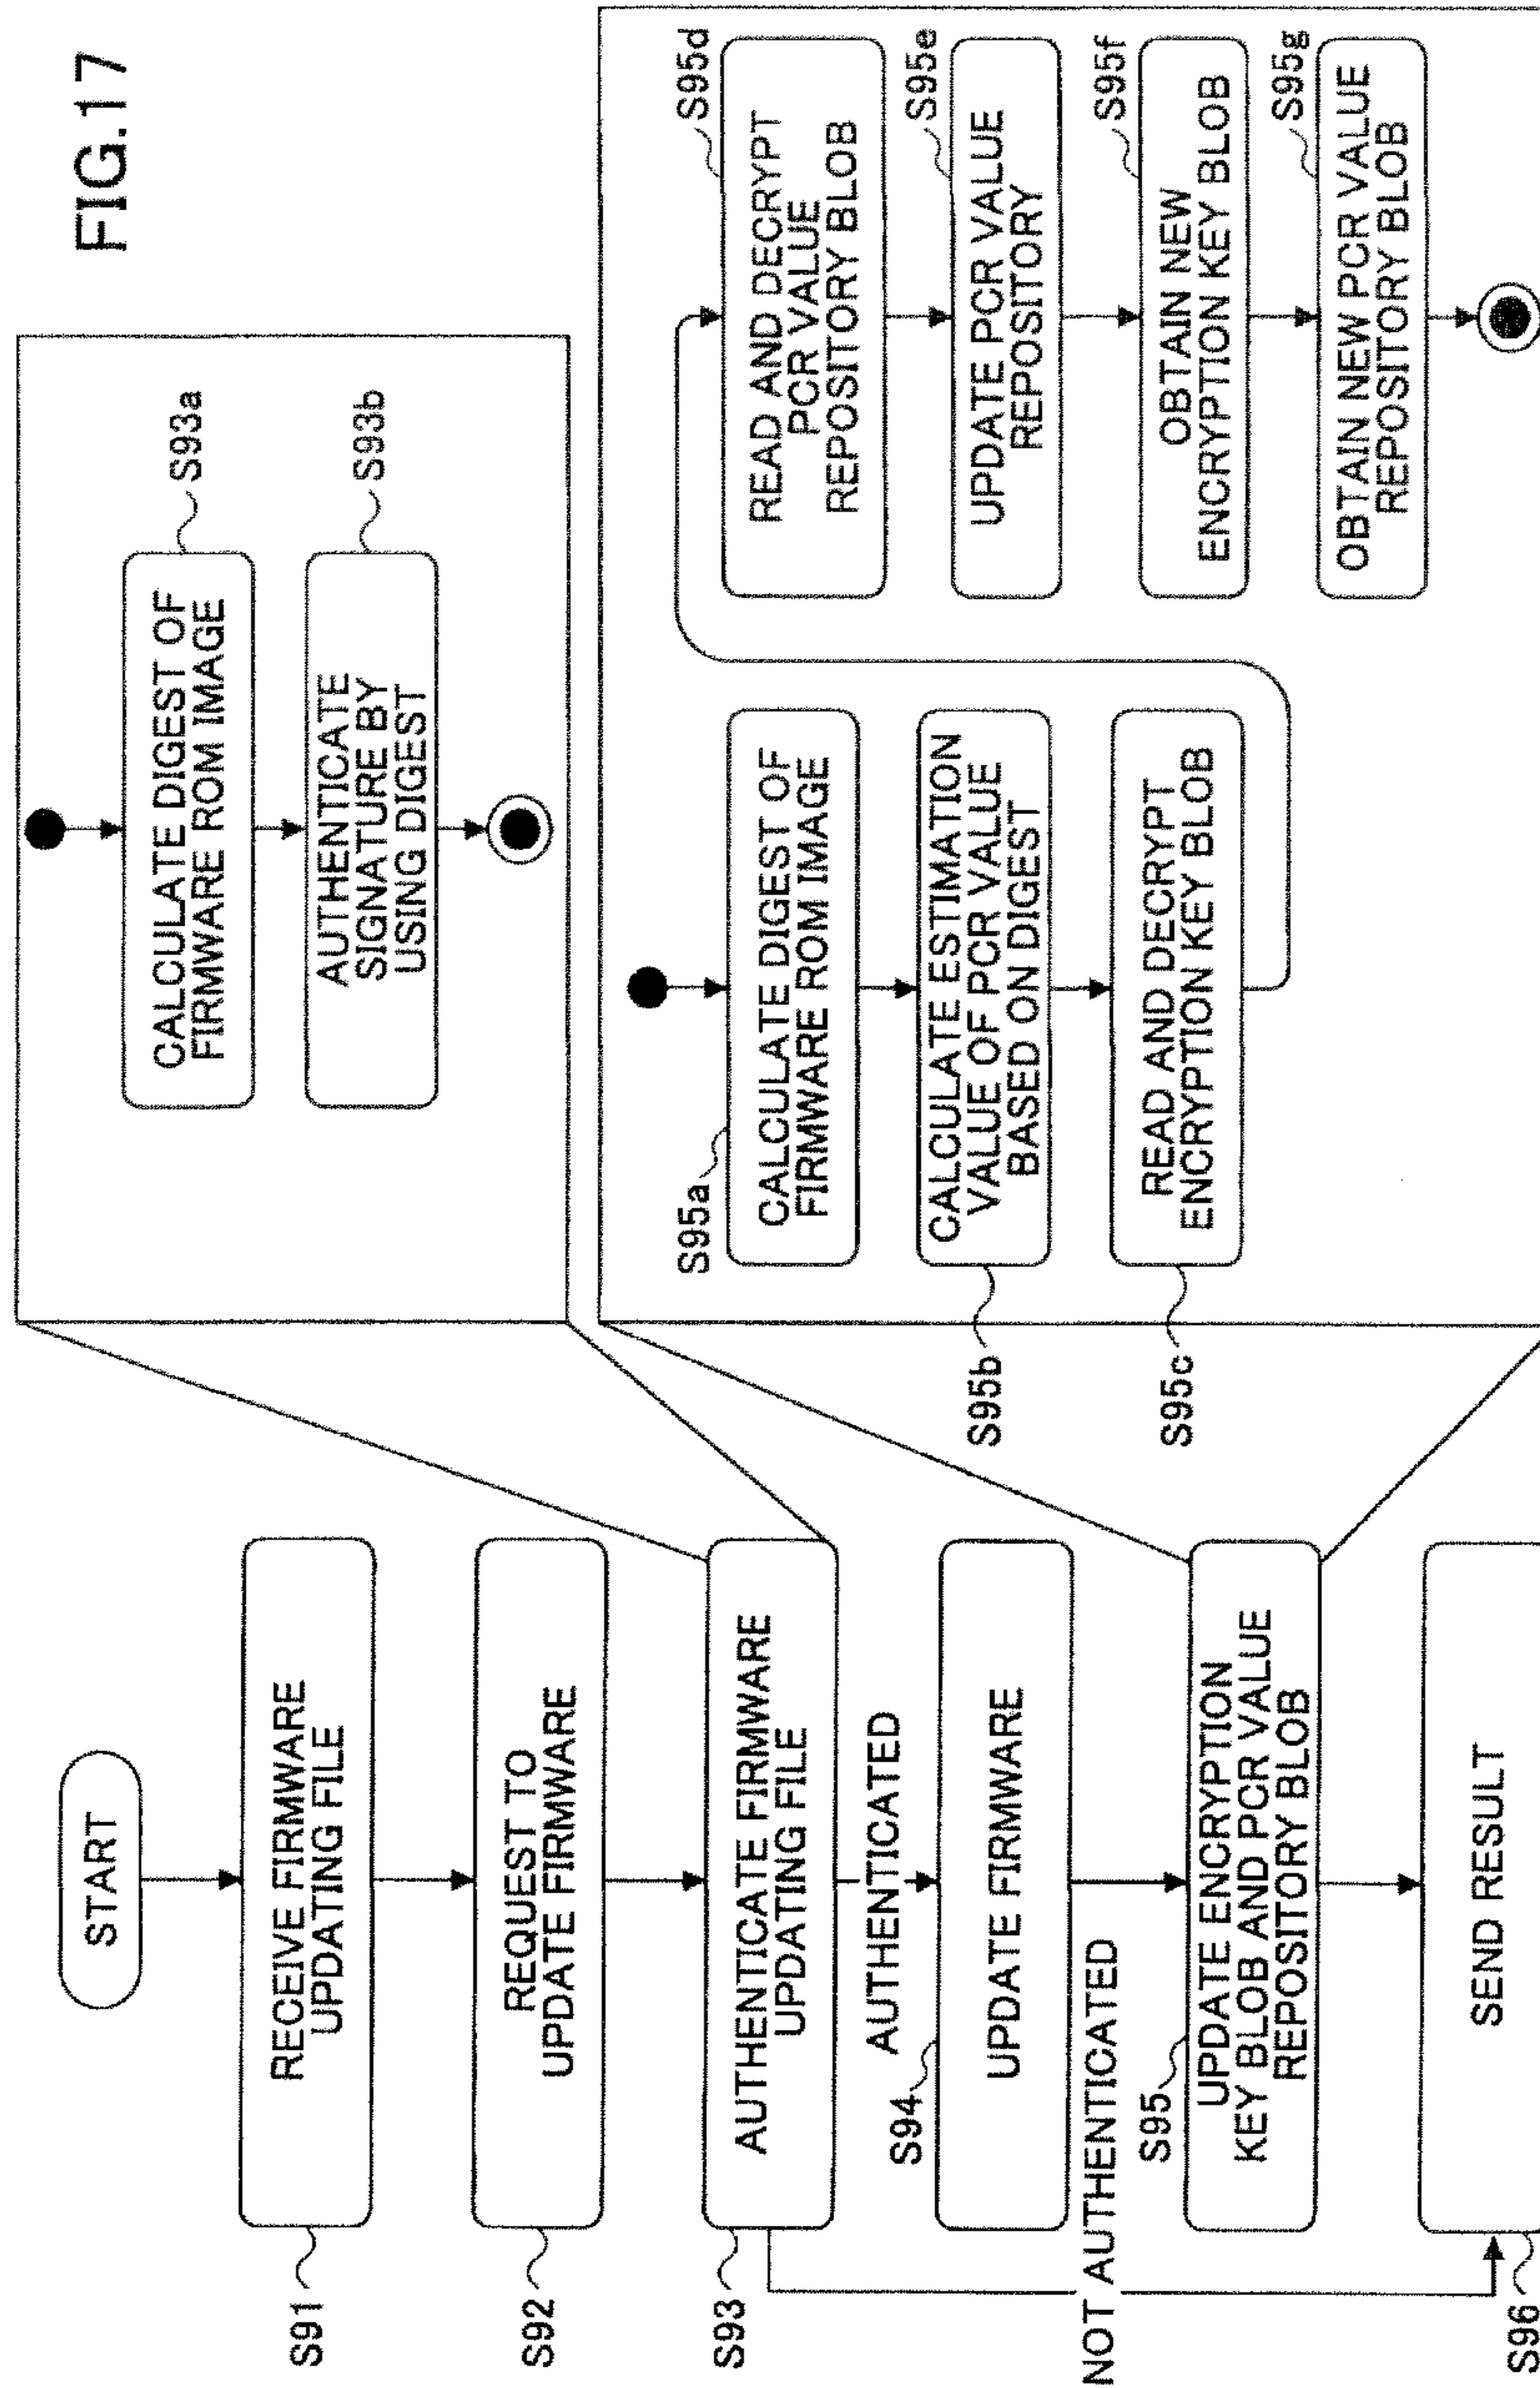 FIG.17
START
S91
RECEIVE FIRMWARE
UPDATING FILE
S92
REQUEST TO
UPDATE FIRMWARE
S93
AUTHENTICATE FIRMWARE
UPDATING FILE
AUTHENTICATED
S94
UPDATE FIRMWARE
NOT AUTHENTICATED
S95
UPDATE ENCRYPTION
KEY BLOB AND PCR VALUE
REPOSITORY BLOB
S96
SEND RESULT
CALCULATE DIGEST OF
FIRMWARE ROM IMAGE
S93a
AUTHENTICATE
SIGNATURE BY
USING DIGEST
S93b
S95a
CALCULATE DIGEST OF
FIRMWARE ROM IMAGE
S95b
CALCULATE ESTIMATION
VALUE OF PCR VALUE
BASED ON DIGEST
S95c
READ AND DECRYPT
ENCRYPTION KEY BLOB
S95d
READ AND DECRYPT
PCR VALUE
REPOSITORY BLOB
S95e
UPDATE PCR VALUE
REPOSITORY
S95f
OBTAIN NEW
ENCRYPTION KEY BLOB
S95g
OBTAIN NEW PCR VALUE
REPOSITORY BLOB